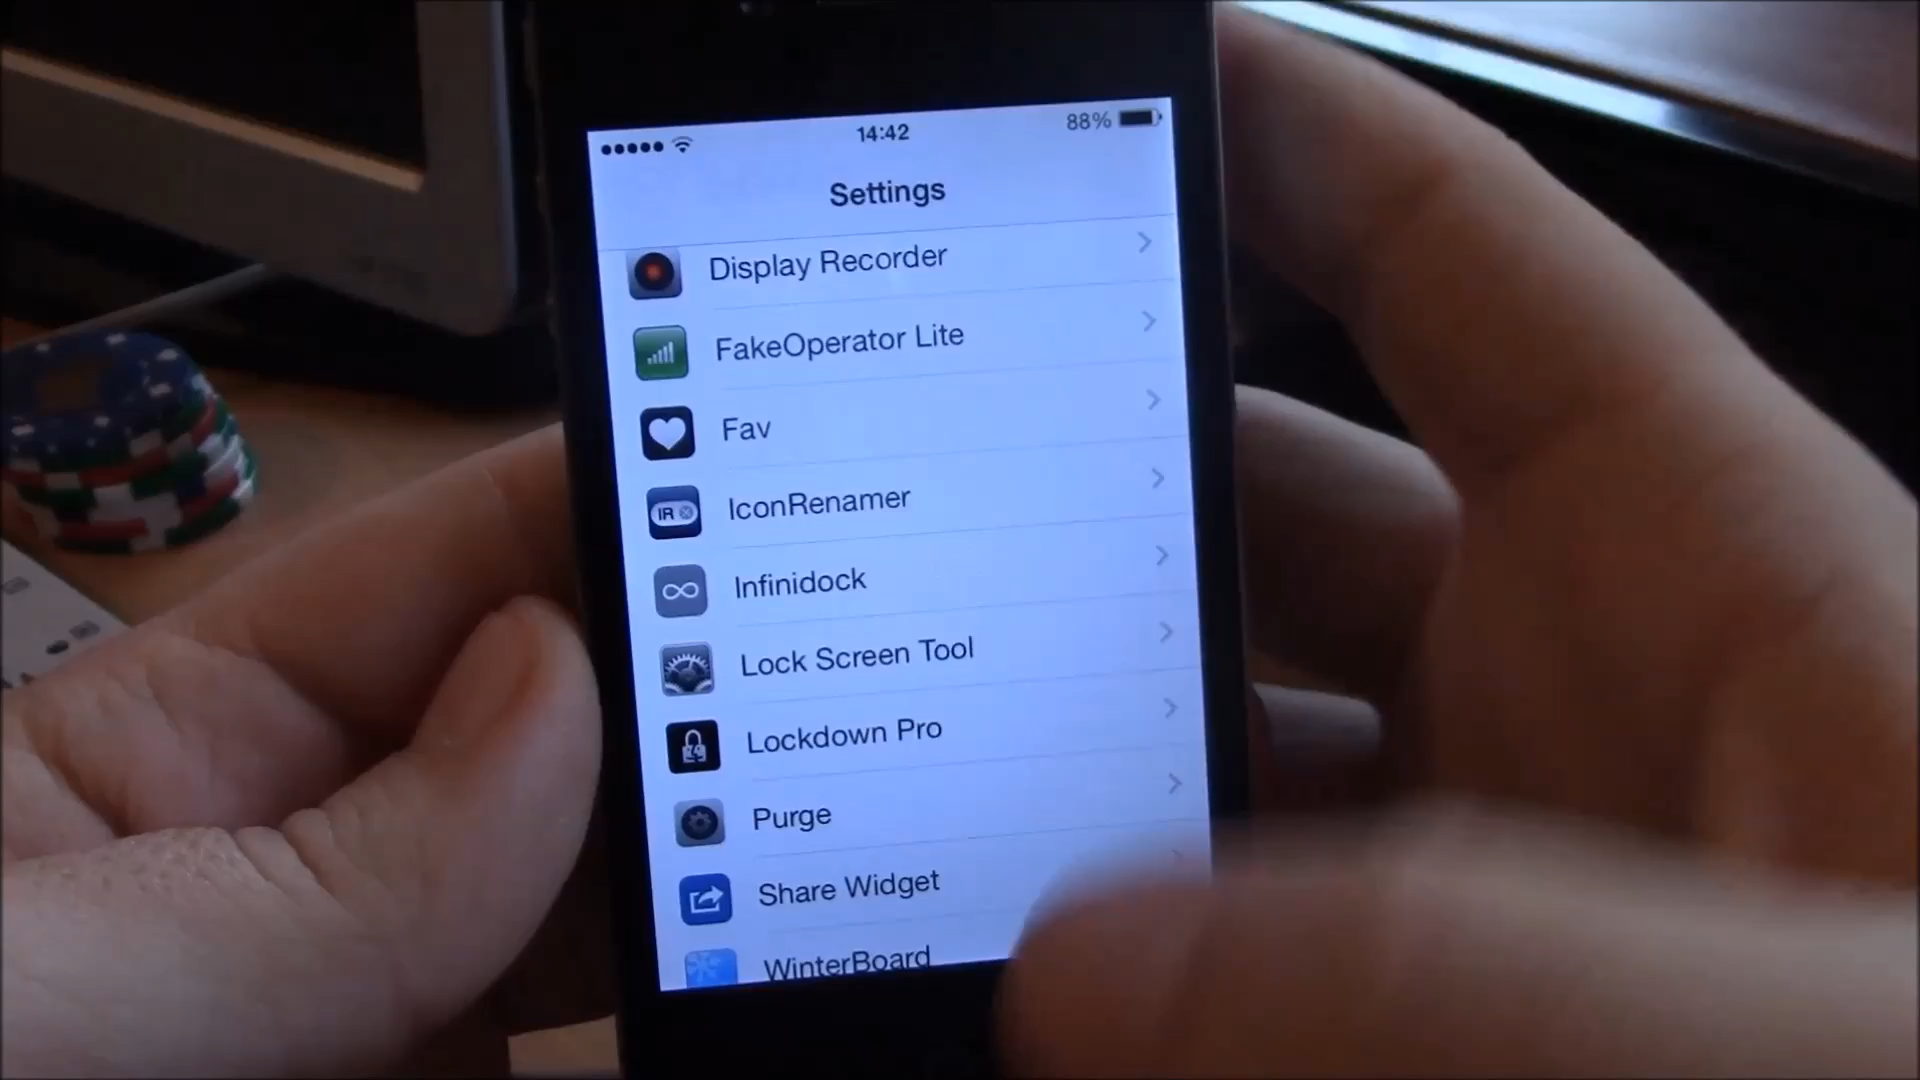 14:42
88%
Settings
Display Recorder
FakeOperator Lite
Fav
IR
IconRenamer
Infinidock
Lock Screen Tool
Lockdown Pro
Purge
Share Widget
WinterBoard